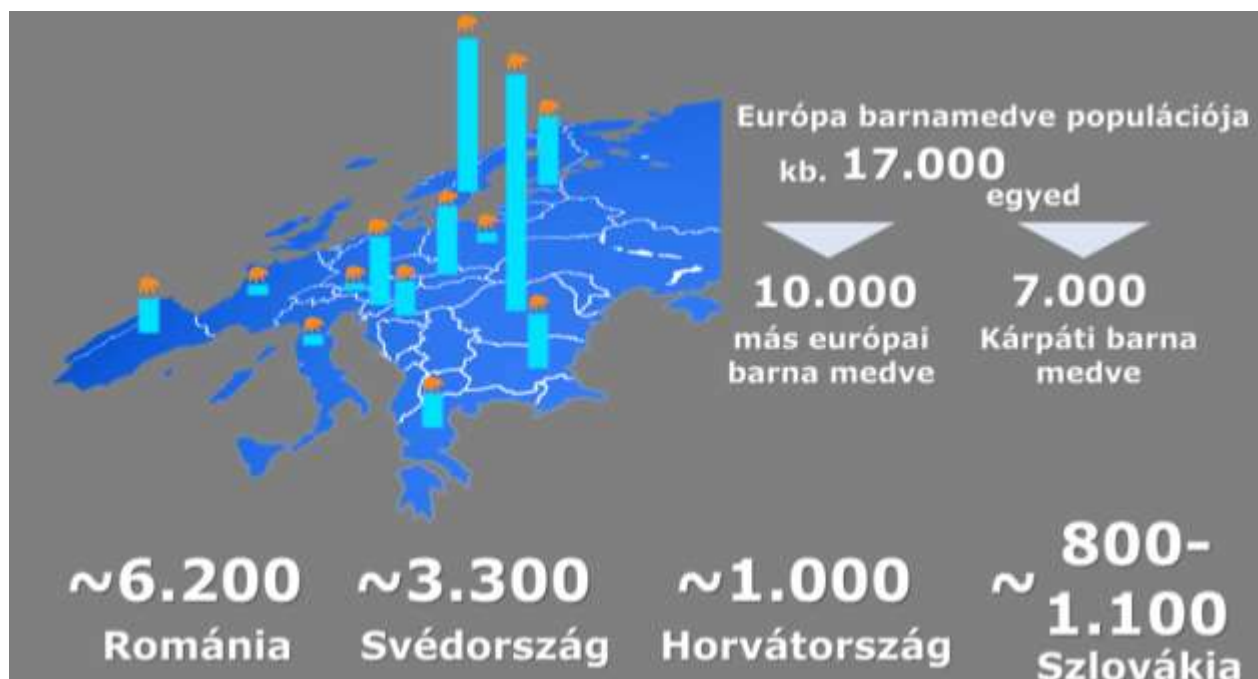 Európa barnamedve populációja
kb. 17.000
egyed
10.000
más európai
barna medve
7.000
Kárpáti barna
medve
~6.200
Románia
~3.300
Svédország
~1.000
Horvátország
~ 800-
1.100
Szlovákia